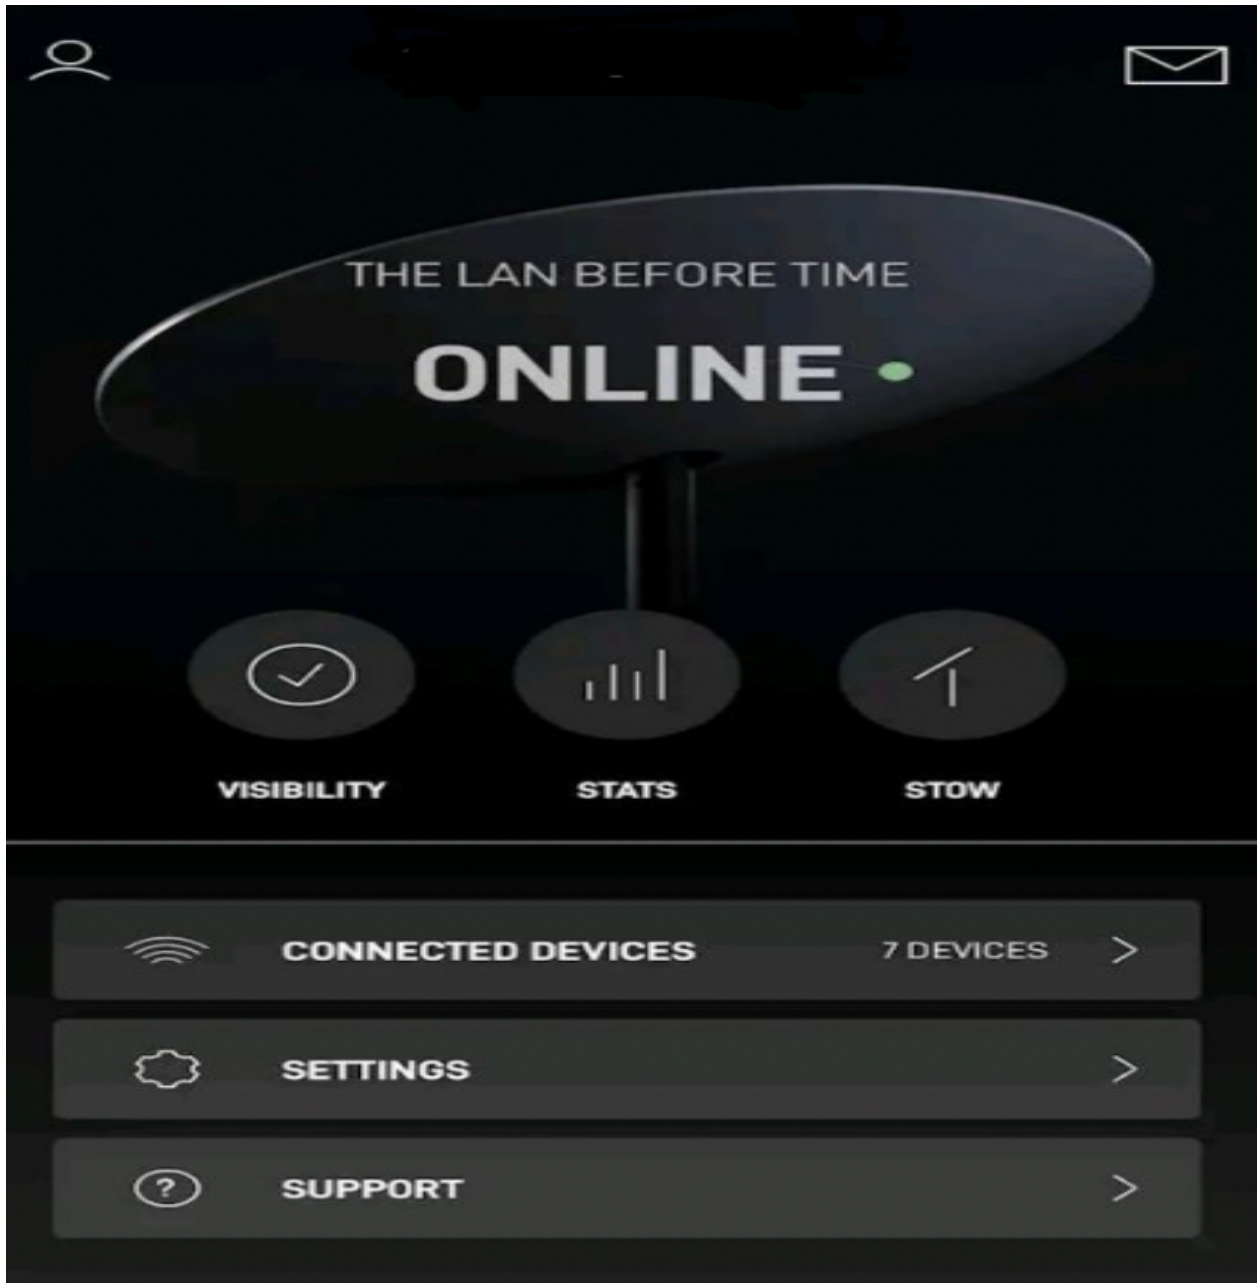 THE LAN BEFORE TIME
ONLINE
VISIBILITY
STATS
STOW
CONNECTED DEVICES 7 DEVICES
SETTINGS
SUPPORT